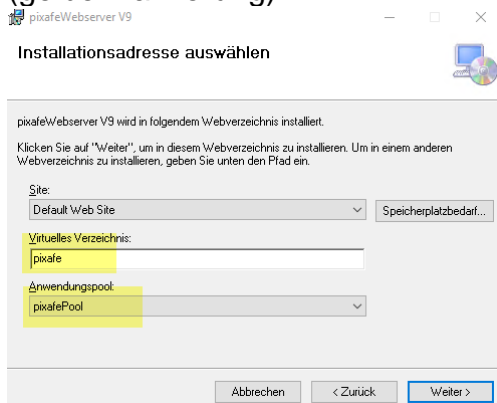 pixafeWebserver V9
Installationsadresse auswählen
pixafeWebserver V9 wird in folgendem Webverzeichnis installiert.
Klicken Sie auf "Weiter", um in diesem Webverzeichnis zu installieren. Um in einem anderen
Webverzeichnis zu installieren, geben Sie unten den Pfad ein.
Site:
Default Web Site
Speicherplatzbedarf...
Virtuelles Verzeichnis:
pixafe
Anwendungspool:
pixafePool
Abbrechen
< Zurück
Weiter >